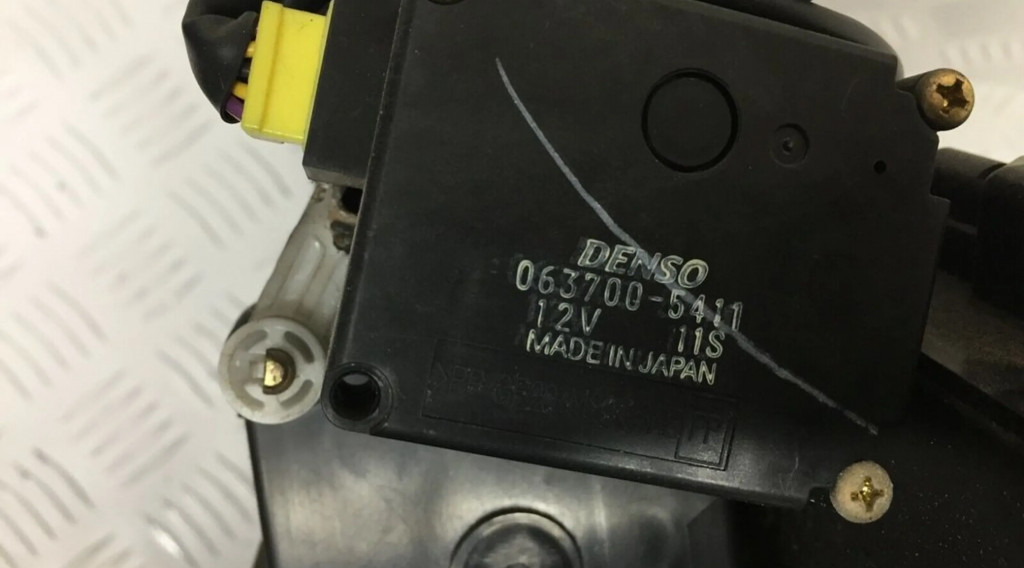 DENSO
063700-5411
12V 11S
MADE IN JAPAN